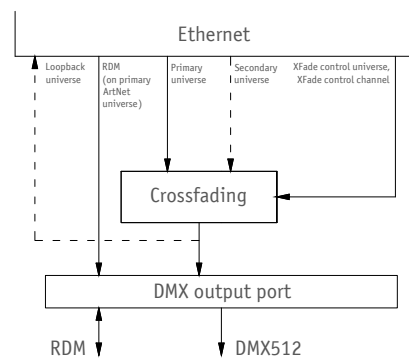 Ethernet
Loopback
universe
RDM
(on primary
ArtNet
universe)
Primary
universe
Secondary
universe
XFade control universe,
XFade control channel
Crossfading
DMX output port
RDM
DMX512